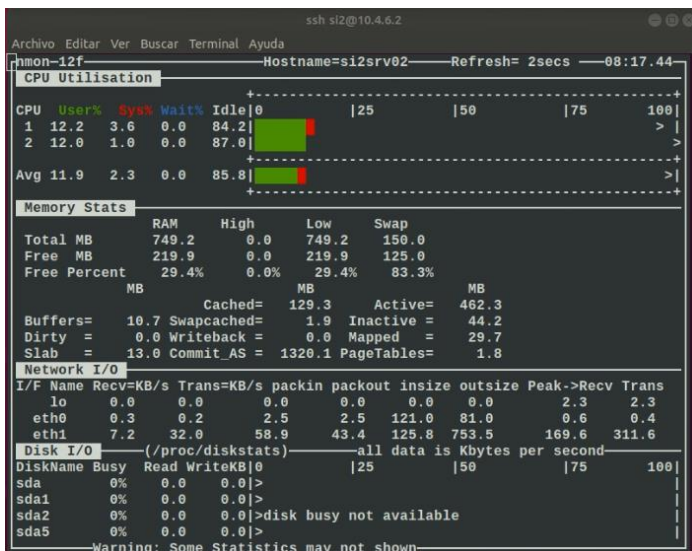 ssh si2@10.4.6.2
Archivo Editar Ver Buscar Terminal Ayuda
nmon-12f Hostname=si2srv02 Refresh= 2secs 08:17.44
CPU Utilisation
CPU User% Sys% Wait% Idle|0 |25 |50 |75 100|
1 12.2 3.6 0.0 84.2| > |
2 12.0 1.0 0.0 87.0| >
Avg 11.9 2.3 0.0 85.8| >|
Memory Stats
RAM High Low Swap
Total MB 749.2 0.0 749.2 150.0
Free MB 219.9 0.0 219.9 125.0
Free Percent 29.4% 0.0% 29.4% 83.3%
MB MB MB
Cached= 129.3 Active= 462.3
Buffers= 10.7 Swapcached= 1.9 Inactive = 44.2
Dirty = 0.0 Writeback = 0.0 Mapped = 29.7
Slab = 13.0 Commit_AS = 1320.1 PageTables= 1.8
Network I/O
I/F Name Recv=KB/s Trans=KB/s packin packout insize outsize Peak->Recv Trans
lo 0.0 0.0 0.0 0.0 0.0 0.0 2.3 2.3
eth0 0.3 0.2 2.5 2.5 121.0 81.0 0.6 0.4
eth1 7.2 32.0 58.9 43.4 125.8 753.5 169.6 311.6
Disk I/O (/proc/diskstats) all data is Kbytes per second
DiskName Busy Read WriteKB|0 |25 |50 |75 100|
sda 0% 0.0 0.0|> |
sda1 0% 0.0 0.0|> |
sda2 0% 0.0 0.0|>disk busy not available |
sda5 0% 0.0 0.0|> |
Warning: Some Statistics may not shown